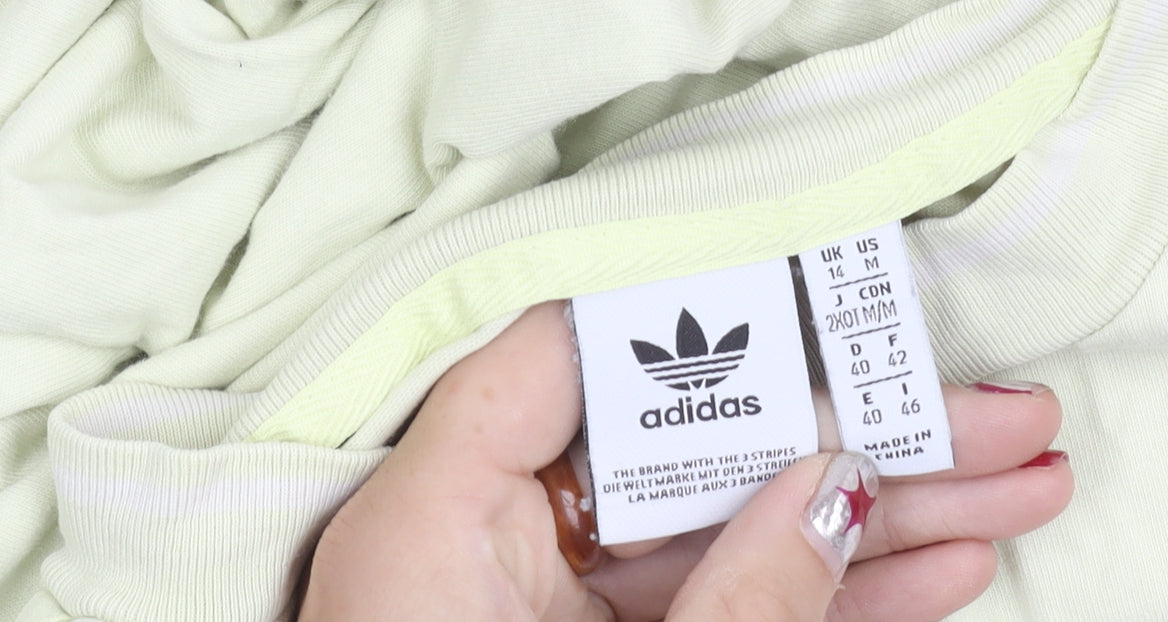 adidas
THE BRAND WITH THE 3 STRIPES
DIE WELTMARKE MIT DEN 3 STREIFEN
LA MARQUE AUX 3
UK US
14 M
J CDN
2XOT M/M
D F
40 42
E I
40 46
MADE IN
CHINA